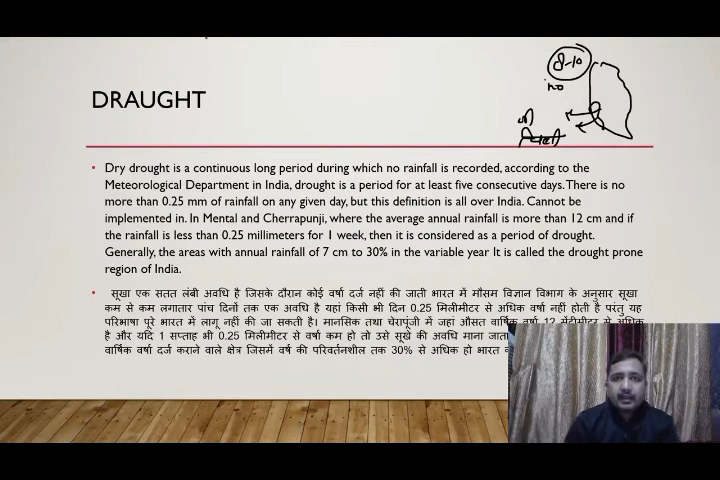 DRAUGHT
8-10
no
Dry drought is a continuous long period during which no rainfall is recorded, according to the
Meteorological Department in India, drought is a period for at least five consecutive days. There is no
more than 0.25 mm of rainfall on any given day, but this definition is all over India. Cannot be
implemented in. In Mental and Cherrapunji, where the average annual rainfall is more than 12 cm and if
the rainfall is less than 0.25 millimeters for 1 week, then it is considered as a period of drought.
Generally, the areas with annual rainfall of 7 cm to 30% in the variable year It is called the drought prone
region of India.
सूखा एक सतत लंबी अवधि है जिसके दौरान कोई वर्षा दर्ज नहीं की जाती भारत में मौसम विज्ञान विभाग के अनुसार सूखा
कम से कम लगातार पांच दिनों तक एक अवधि है यहां किसी भी दिन 0.25 मिलीमीटर से अधिक वर्षा नहीं होती है परंतु यह
परिभाषा पूरे भारत में लागू नहीं की जा सकती है। मानसिक तथा चेरापूंजी में जहां औसत वार्षिक वर्षा 12 सेंटीमीटर से अधिक
है और यदि 1 सप्ताह भी 0.25 मिलीमीटर से वर्षा कम हो तो उसे सूखे की अवधि माना जाता
वार्षिक वर्षा दर्ज कराने वाले क्षेत्र जिसमें वर्ष की परिवर्तनशील तक 30% से अधिक हो भारत